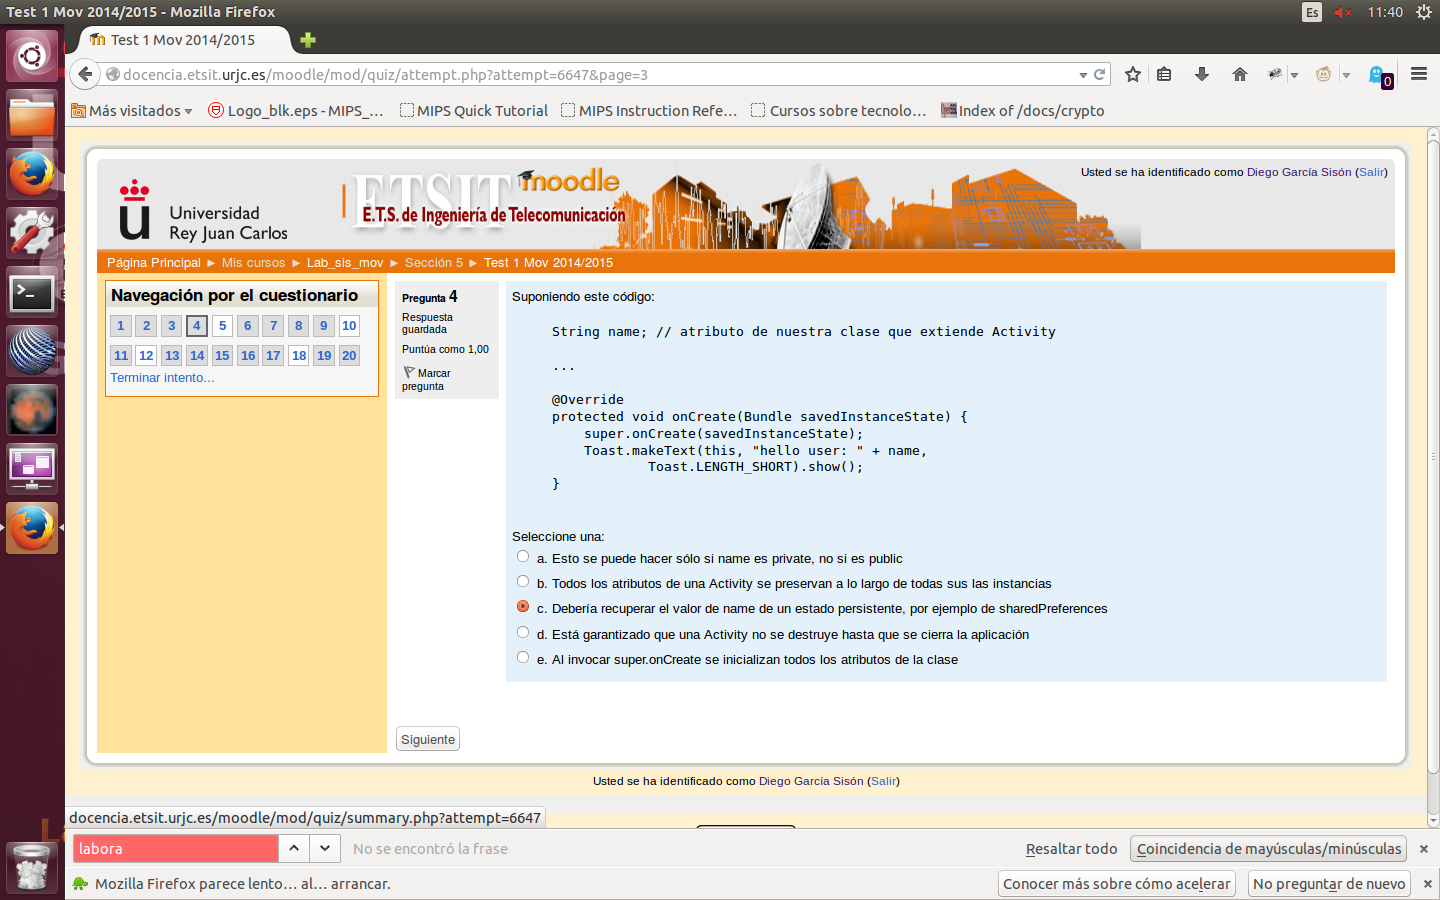 Test 1 Mov 2014/2015 - Mozilla Firefox
Es
11:40
Test 1 Mov 2014/2015
docencia.etsit.urjc.es/moodle/mod/quiz/attempt.php?attempt=6647&page=3
0
Más visitados
Logo_blk.eps - MIPS_...
MIPS Quick Tutorial
MIPS Instruction Refe...
Cursos sobre tecnolo...
Index of /docs/crypto
Universidad
Rey Juan Carlos
ETSIT moodle
E.T.S. de Ingeniería de Telecomunicación
Usted se ha identificado como Diego García Sisón (Salir)
Página Principal ► Mis cursos ► Lab_sis_mov ► Sección 5 ► Test 1 Mov 2014/2015
Navegación por el cuestionario
1 2 3 4 5 6 7 8 9 10
11 12 13 14 15 16 17 18 19 20
Terminar intento...
Pregunta 4
Respuesta
guardada
Puntúa como 1,00
Marcar
pregunta
Suponiendo este código:
String name; // atributo de nuestra clase que extiende Activity
...
@Override
protected void onCreate(Bundle savedInstanceState) {
super.onCreate(savedInstanceState);
Toast.makeText(this, "hello user: " + name,
Toast.LENGTH_SHORT).show();
}
Seleccione una:
a. Esto se puede hacer sólo si name es private, no si es public
b. Todos los atributos de una Activity se preservan a lo largo de todas sus las instancias
c. Debería recuperar el valor de name de un estado persistente, por ejemplo de sharedPreferences
d. Está garantizado que una Activity no se destruye hasta que se cierra la aplicación
e. Al invocar super.onCreate se inicializan todos los atributos de la clase
Siguiente
Usted se ha identificado como Diego García Sisón (Salir)
docencia.etsit.urjc.es/moodle/mod/quiz/summary.php?attempt=6647
labora
No se encontró la frase
Resaltar todo
Coincidencia de mayúsculas/minúsculas
Mozilla Firefox parece lento... al... arrancar.
Conocer más sobre cómo acelerar
No preguntar de nuevo